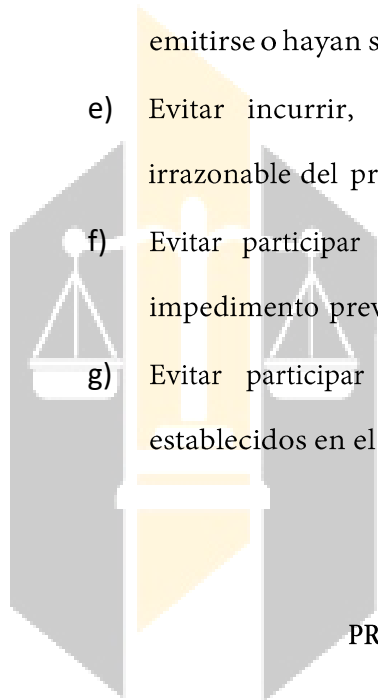 emitirse o hayan s
e) Evitar incurrir,
irrazonable del pr
f) Evitar participar
impedimento prev
g) Evitar participar
establecidos en el
PR